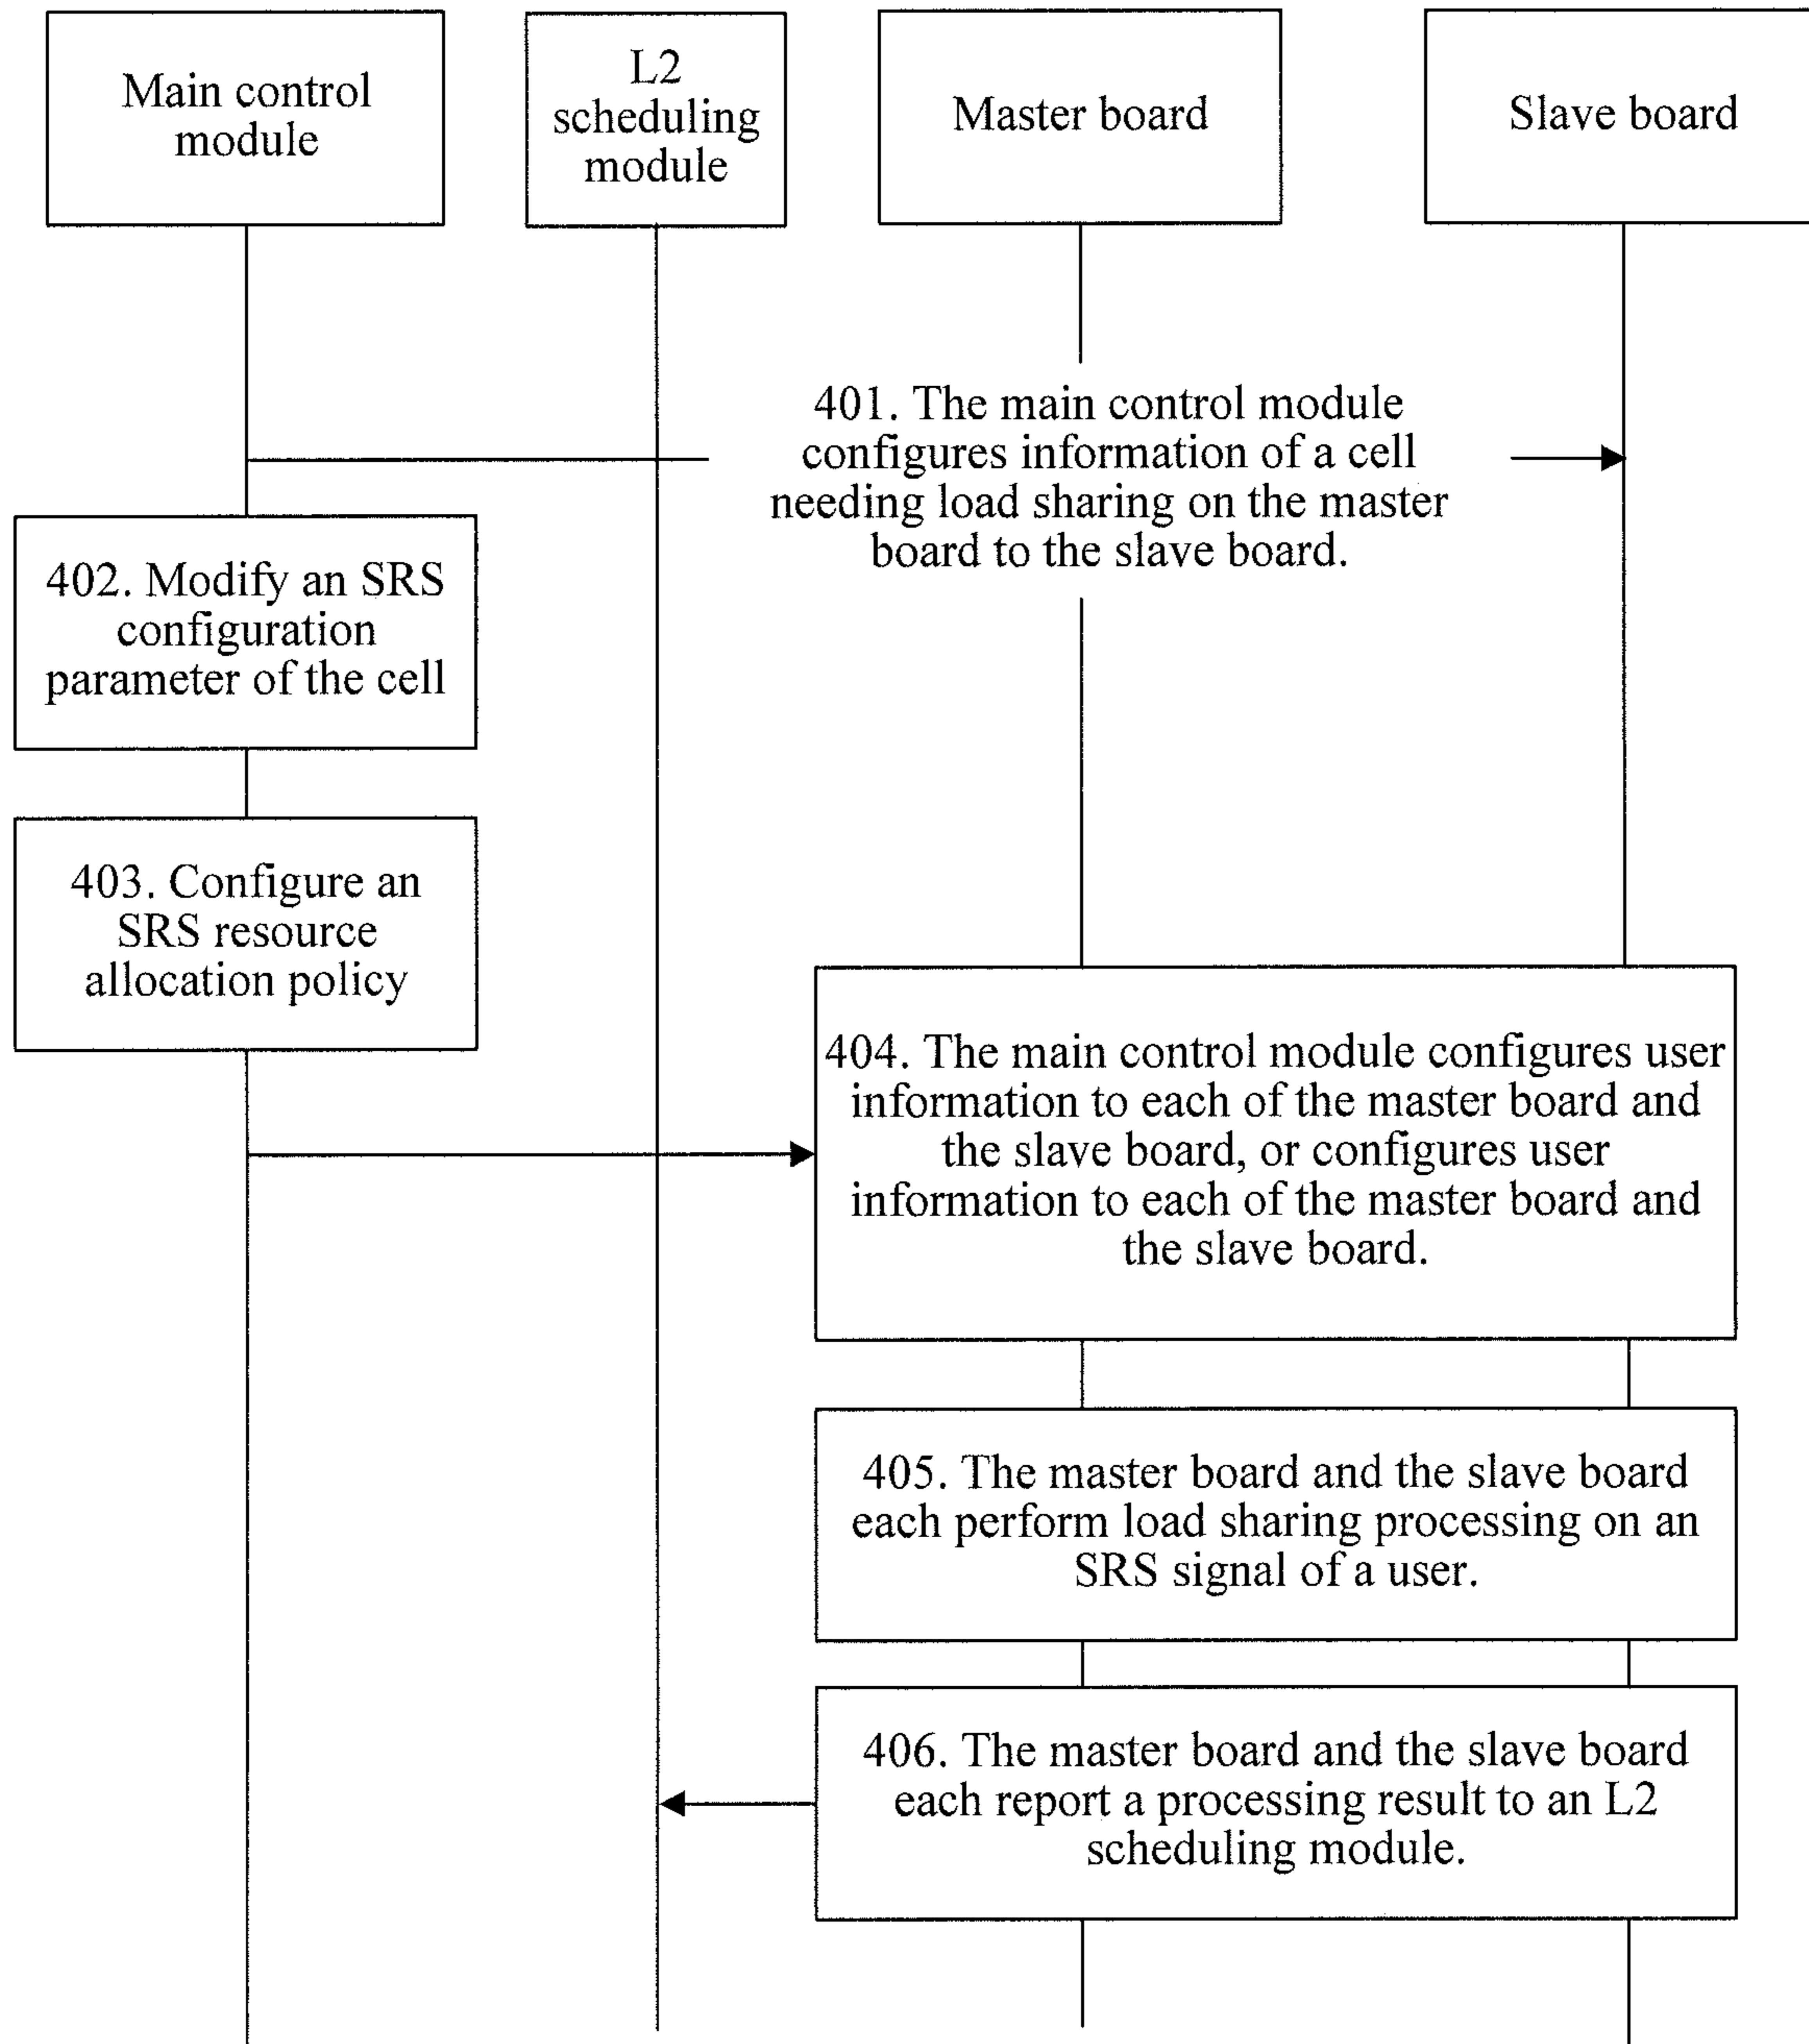 Main control
module
L2
scheduling
module
Master board
Slave board
401. The main control module
configures information of a cell
needing load sharing on the master
board to the slave board.
402. Modify an SRS
configuration
parameter of the cell
403. Configure an
SRS resource
allocation policy
404. The main control module configures user
information to each of the master board and
the slave board, or configures user
information to each of the master board and
the slave board.
405. The master board and the slave board
each perform load sharing processing on an
SRS signal of a user.
406. The master board and the slave board
each report a processing result to an L2
scheduling module.